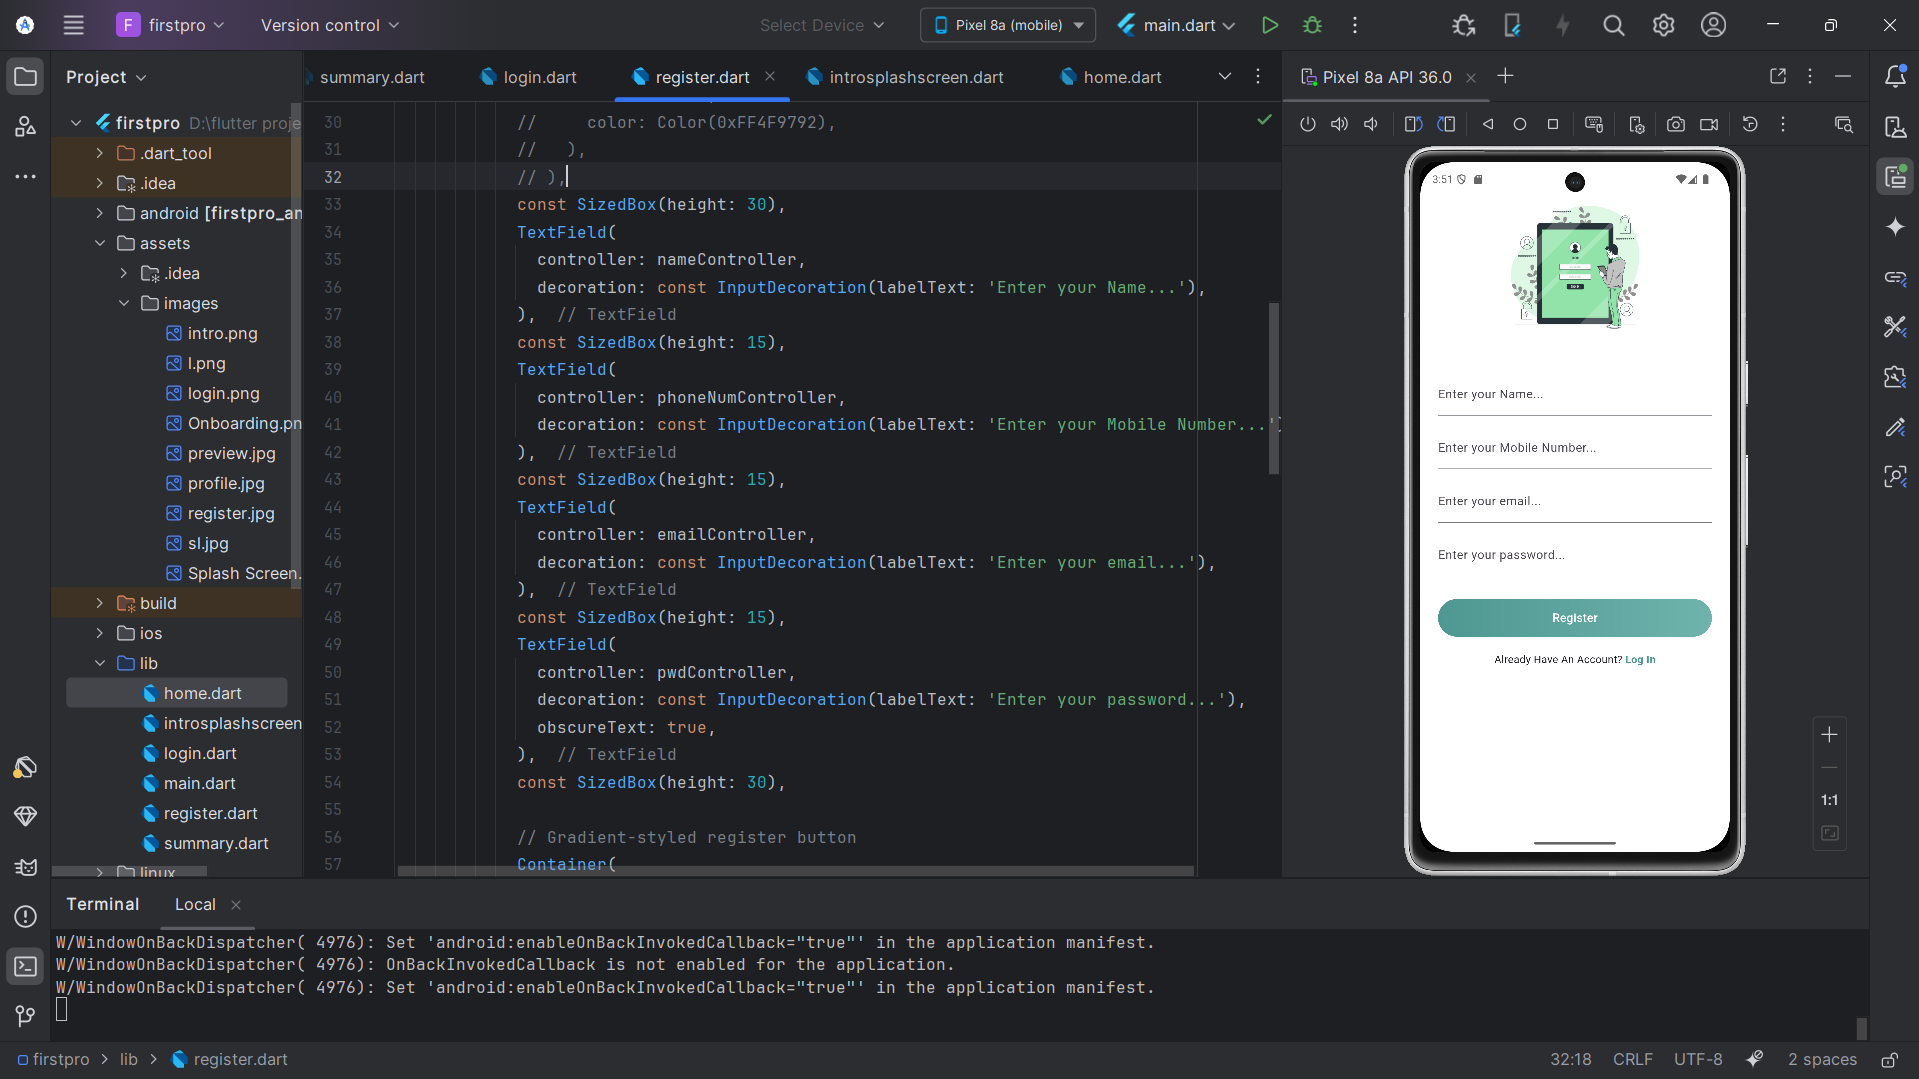 F firstpro Version control Select Device Pixel 8a (mobile) main.dart
Project
summary.dart login.dart register.dart introsplashscreen.dart home.dart
Pixel 8a API 36.0
firstpro D:\flutter proje
.dart_tool
.idea
android [firstpro_an
assets
.idea
images
intro.png
l.png
login.png
Onboarding.pn
preview.jpg
profile.jpg
register.jpg
sl.jpg
Splash Screen.
build
ios
lib
home.dart
introsplashscreen
login.dart
main.dart
register.dart
summary.dart
linux
30 //     color: Color(0xFF4F9792),
31 //   ),
32 // ),
33 const SizedBox(height: 30),
34 TextField(
35 controller: nameController,
36 decoration: const InputDecoration(labelText: 'Enter your Name...'),
37 ), // TextField
38 const SizedBox(height: 15),
39 TextField(
40 controller: phoneNumController,
41 decoration: const InputDecoration(labelText: 'Enter your Mobile Number...')
42 ), // TextField
43 const SizedBox(height: 15),
44 TextField(
45 controller: emailController,
46 decoration: const InputDecoration(labelText: 'Enter your email...'),
47 ), // TextField
48 const SizedBox(height: 15),
49 TextField(
50 controller: pwdController,
51 decoration: const InputDecoration(labelText: 'Enter your password...'),
52 obscureText: true,
53 ), // TextField
54 const SizedBox(height: 30),
55
56 // Gradient-styled register button
57 Container(
3:51
Enter your Name...
Enter your Mobile Number...
Enter your email...
Enter your password...
Register
Already Have An Account? Log In
1:1
Terminal Local
W/WindowOnBackDispatcher( 4976): Set 'android:enableOnBackInvokedCallback="true"' in the application manifest.
W/WindowOnBackDispatcher( 4976): OnBackInvokedCallback is not enabled for the application.
W/WindowOnBackDispatcher( 4976): Set 'android:enableOnBackInvokedCallback="true"' in the application manifest.
firstpro > lib > register.dart
32:18 CRLF UTF-8 2 spaces